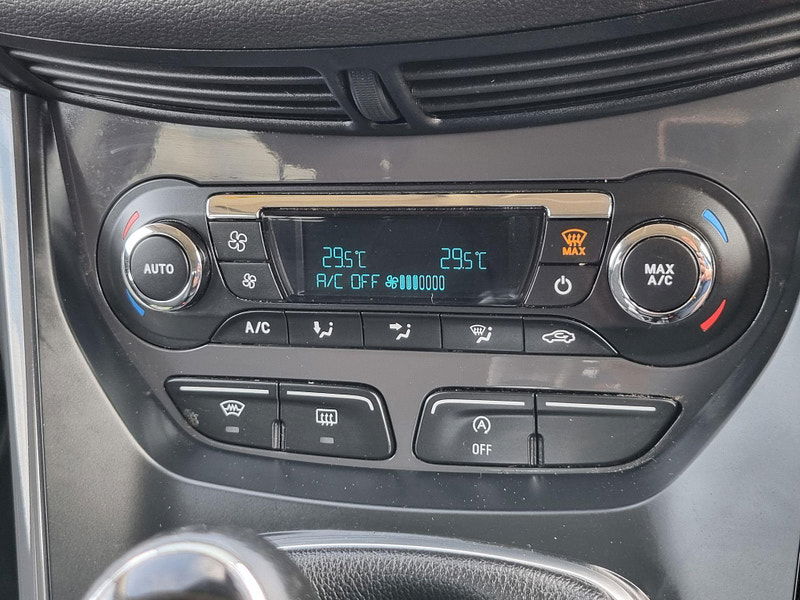 29.5°C 29.5°C
A/C OFF
AUTO
MAX
MAX
A/C
A/C
A
OFF